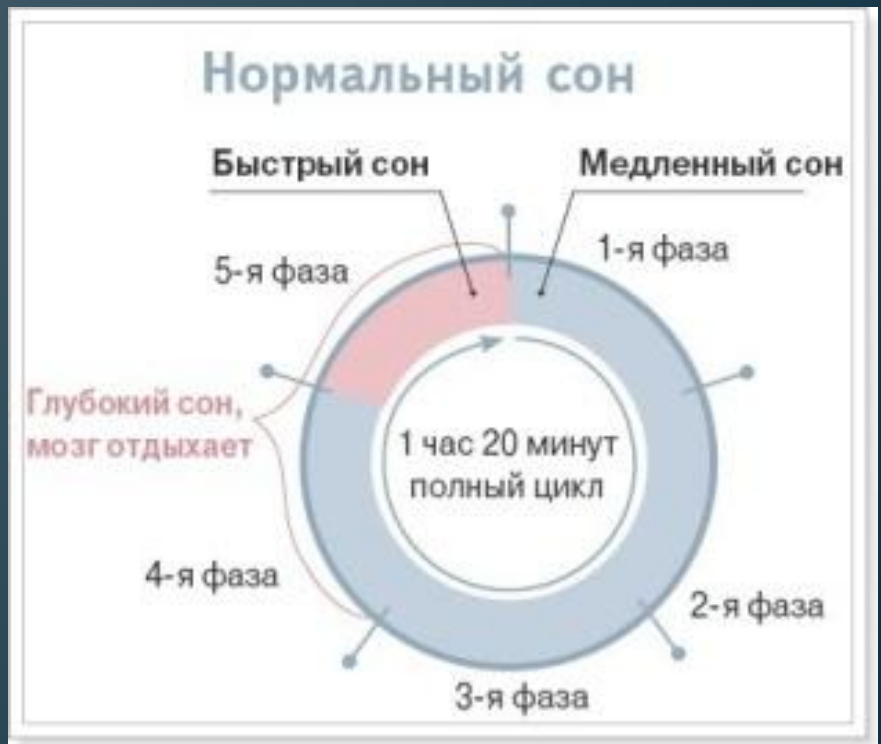 Нормальный сон
Быстрый сон
Медленный сон
5-я фаза
1-я фаза
Глубокий сон,
мозг отдыхает
1 час 20 минут
полный цикл
4-я фаза
2-я фаза
3-я фаза